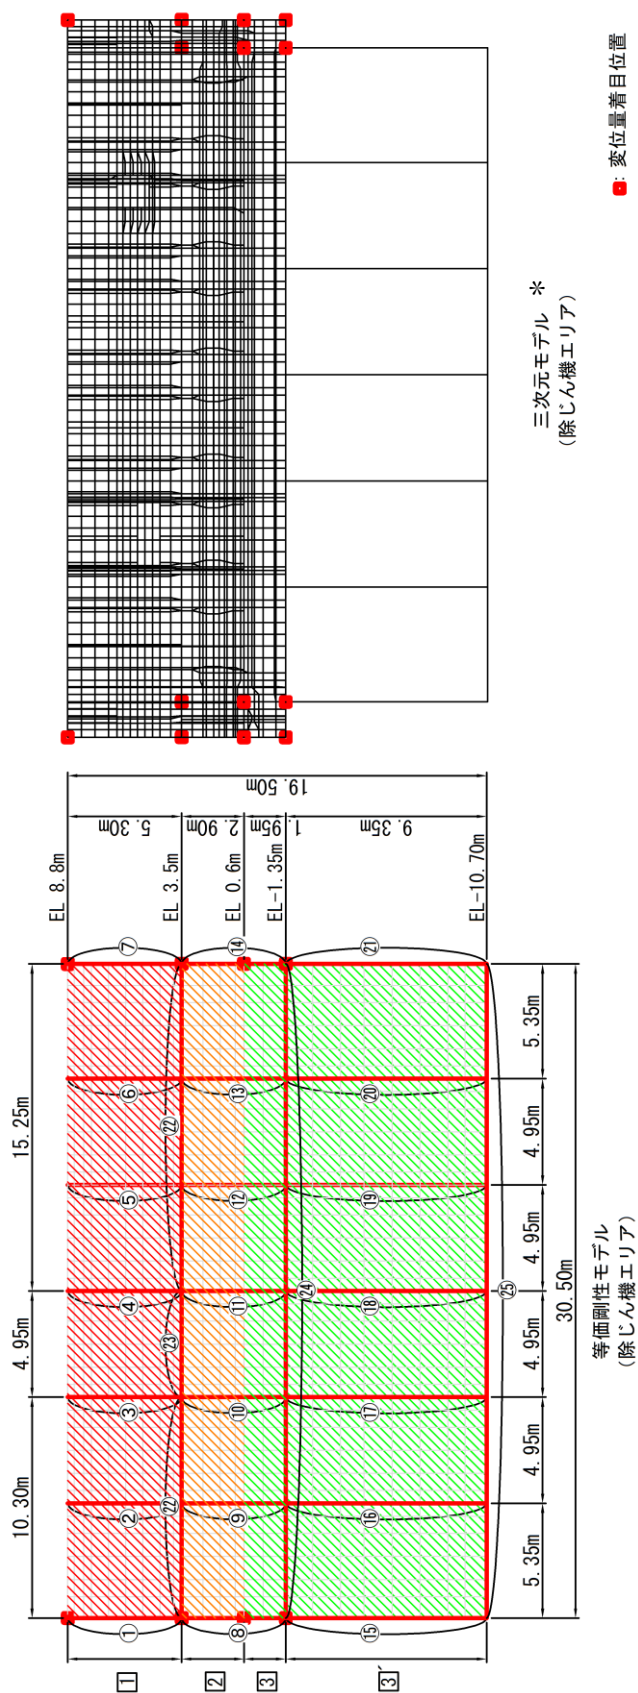 10.30m
4.95m
15.25m
EL 8.8m
EL 3.5m
EL 0.6m
EL-1.35m
EL-10.70m
5.30m
2.90m
1.95m
9.35m
19.50m
1
2
3
3´
① ② ③ ④ ⑤ ⑥ ⑦
㉒ ㉓ ㉒
⑧ ⑨ ⑩ ⑪ ⑫ ⑬ ⑭
㉔
⑮ ⑯ ⑰ ⑱ ⑲ ⑳ ㉑
㉕
5.35m 4.95m 4.95m 4.95m 4.95m 5.35m
30.50m
等価剛性モデル
(除じん機エリア)
三次元モデル *
(除じん機エリア)
: 変位量着目位置